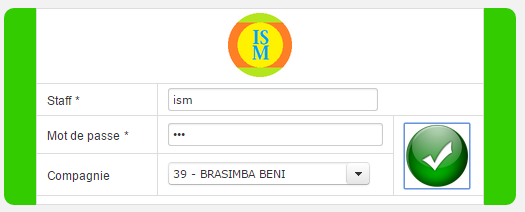 IS
M
Staff *
ism
Mot de passe *
•••
Compagnie
39 - BRASIMBA BENI